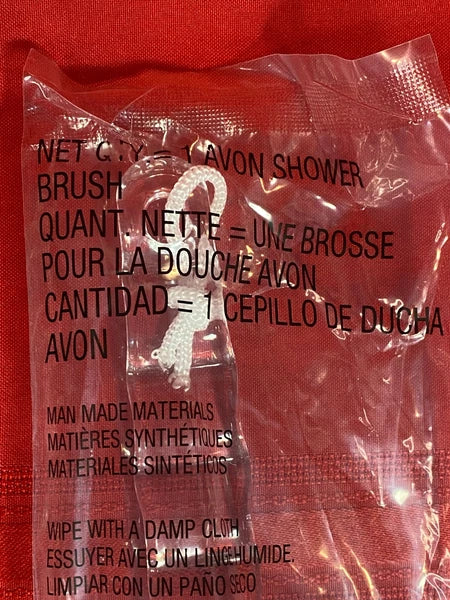 NET QTY. = 1 AVON SHOWER
BRUSH
QUANT. NETTE = UNE BROSSE
POUR LA DOUCHE AVON
CANTIDAD = 1 CEPILLO DE DUCHA
AVON
MAN MADE MATERIALS
MATIÈRES SYNTHÉTIQUES
MATERIALES SINTÉTICOS
WIPE WITH A DAMP CLOTH
ESSUYER AVEC UN LINGE HUMIDE.
LIMPIAR CON UN PAÑO SECO